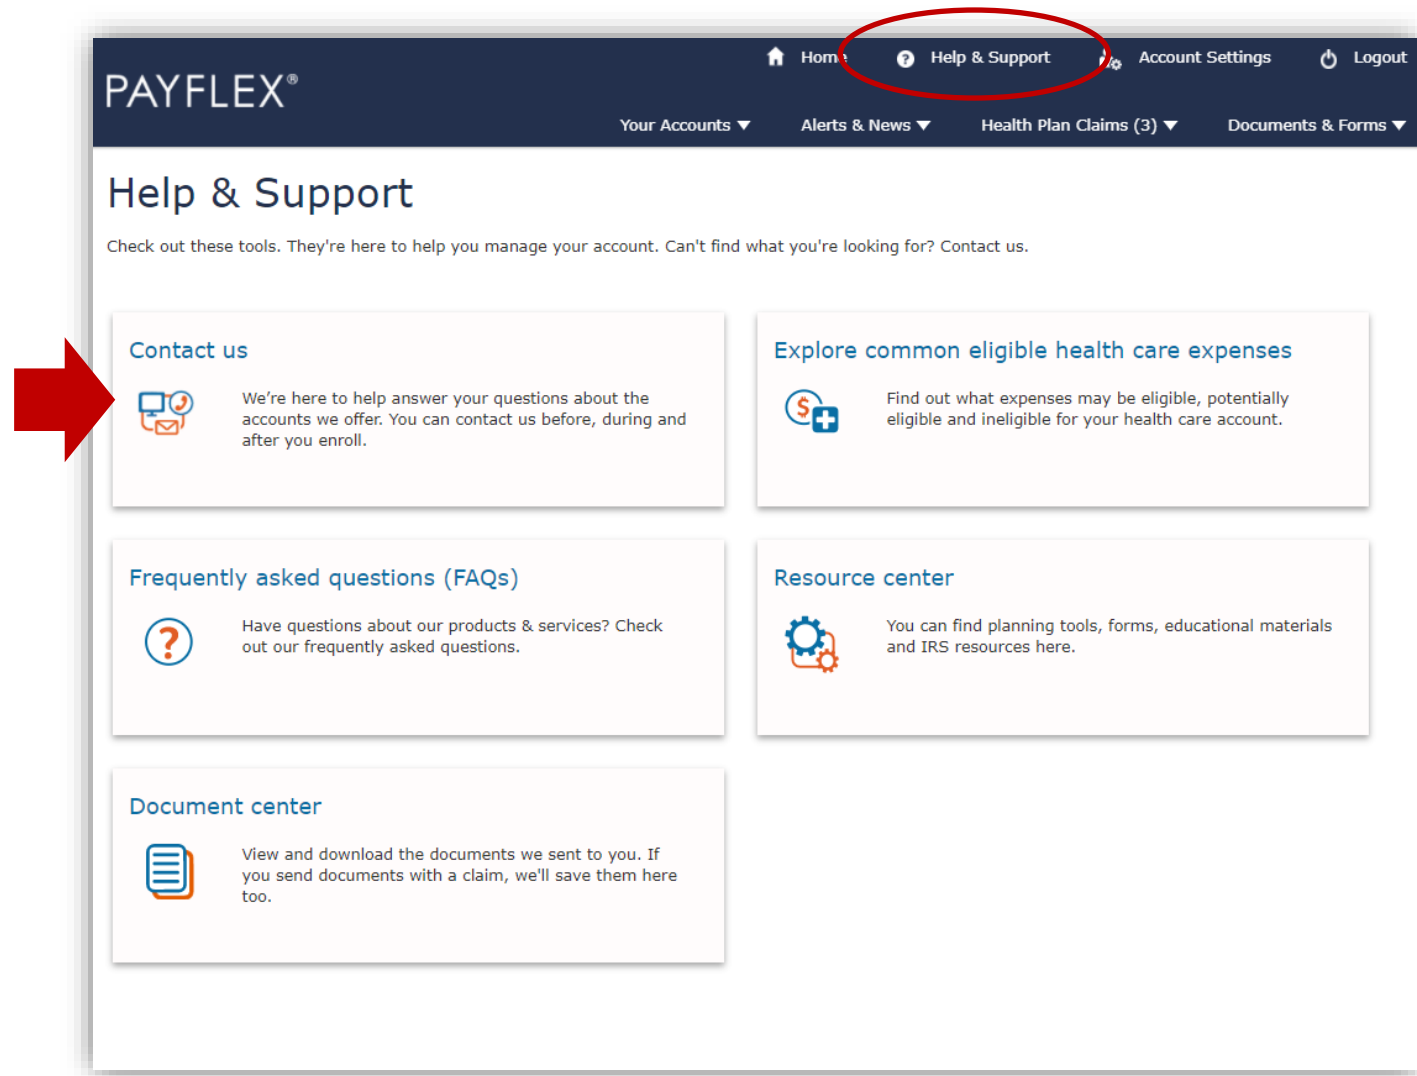 Home Help & Support Account Settings Logout
PAYFLEX®
Your Accounts ▼ Alerts & News ▼ Health Plan Claims (3) ▼ Documents & Forms ▼
Help & Support
Check out these tools. They're here to help you manage your account. Can't find what you're looking for? Contact us.
Contact us
We're here to help answer your questions about the
accounts we offer. You can contact us before, during and
after you enroll.
Explore common eligible health care expenses
Find out what expenses may be eligible, potentially
eligible and ineligible for your health care account.
Frequently asked questions (FAQs)
Have questions about our products & services? Check
out our frequently asked questions.
Resource center
You can find planning tools, forms, educational materials
and IRS resources here.
Document center
View and download the documents we sent to you. If
you send documents with a claim, we'll save them here
too.